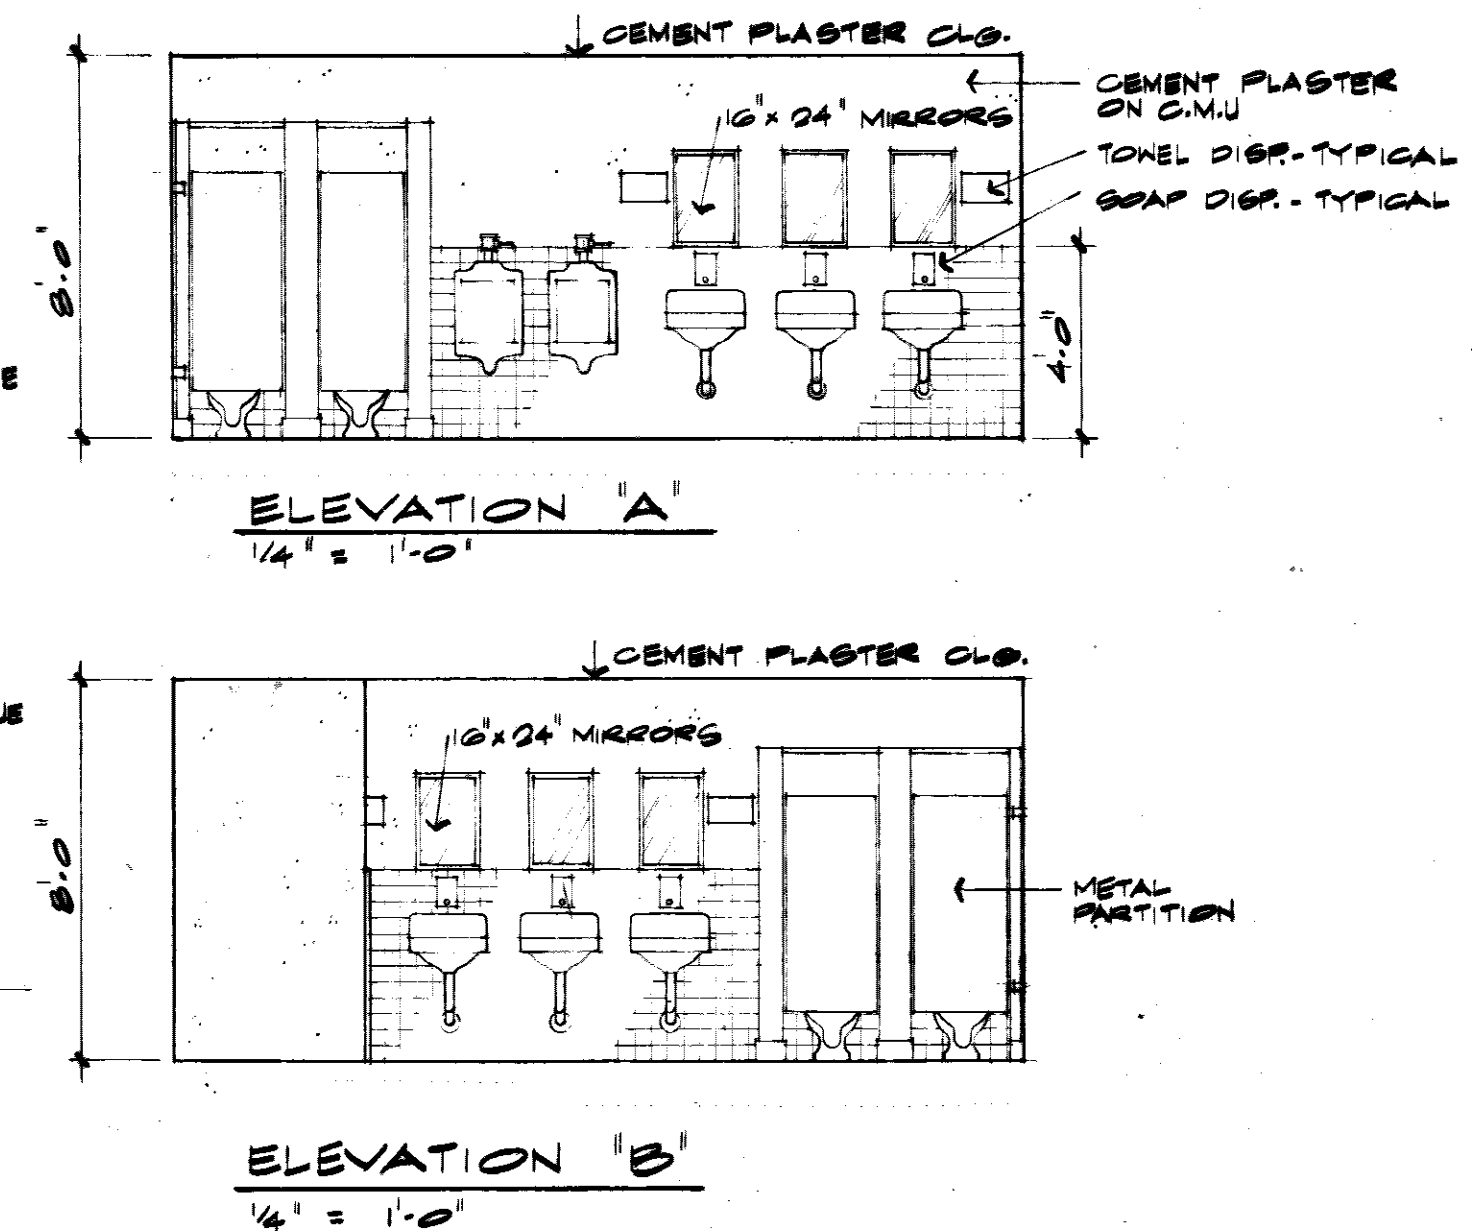 CEMENT PLASTER CLG.
CEMENT PLASTER
ON C.M.U
16" x 24" MIRRORS
TOWEL DISP. - TYPICAL
SOAP DISP. - TYPICAL
8'.0"
4'.0"
E
ELEVATION "A"
1/4" = 1'-0"
CEMENT PLASTER CLG.
16" x 24" MIRRORS
8'.0"
METAL
PARTITION
ELEVATION "B"
1/4" = 1'-0"